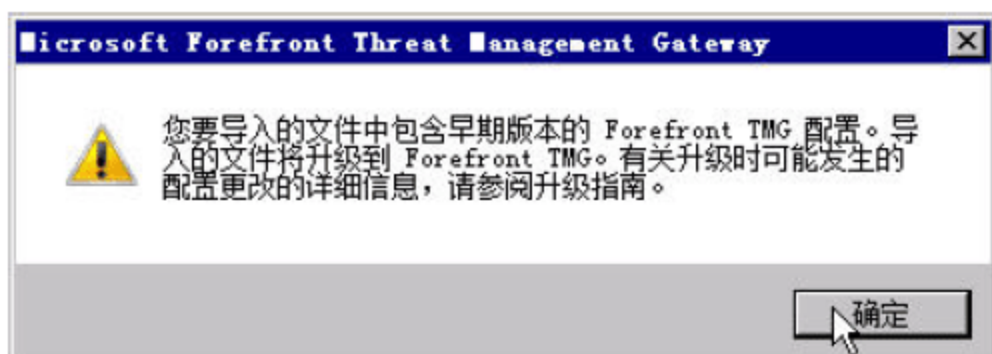 Microsoft Forefront Threat Management Gateway
您要导入的文件中包含早期版本的 Forefront TMG 配置。导
入的文件将升级到 Forefront TMG。有关升级时可能发生的
配置更改的详细信息，请参阅升级指南。
确定